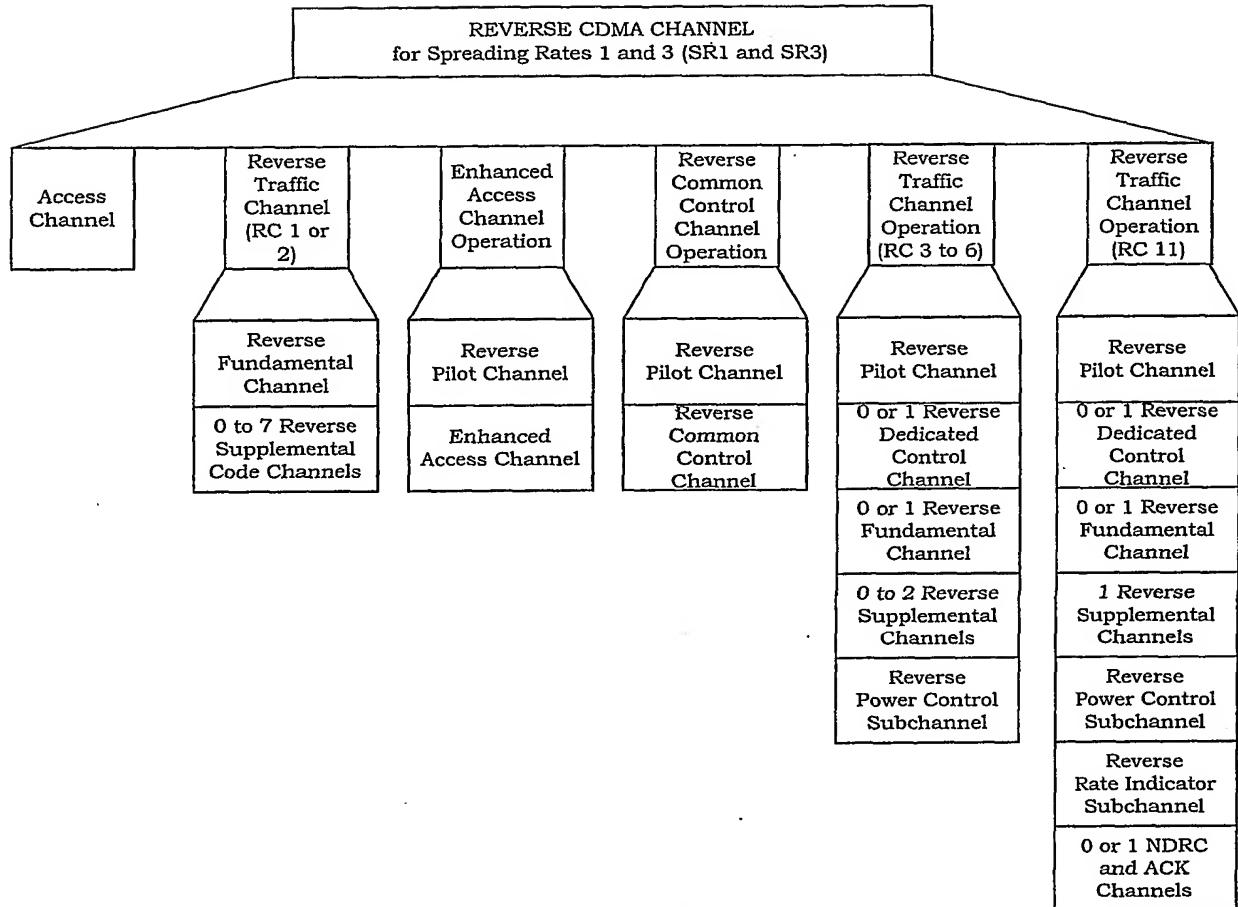 REVERSE CDMA CHANNEL
for Spreading Rates 1 and 3 (SR1 and SR3)
Access
Channel
Reverse
Traffic
Channel
(RC 1 or
2)
Enhanced
Access
Channel
Operation
Reverse
Common
Control
Channel
Operation
Reverse
Traffic
Channel
Operation
(RC 3 to 6)
Reverse
Traffic
Channel
Operation
(RC 11)
Reverse
Fundamental
Channel
0 to 7 Reverse
Supplemental
Code Channels
Reverse
Pilot Channel
Enhanced
Access Channel
Reverse
Pilot Channel
Reverse
Common
Control
Channel
Reverse
Pilot Channel
0 or 1 Reverse
Dedicated
Control
Channel
0 or 1 Reverse
Fundamental
Channel
0 to 2 Reverse
Supplemental
Channels
Reverse
Power Control
Subchannel
Reverse
Pilot Channel
0 or 1 Reverse
Dedicated
Control
Channel
0 or 1 Reverse
Fundamental
Channel
1 Reverse
Supplemental
Channels
Reverse
Power Control
Subchannel
Reverse
Rate Indicator
Subchannel
0 or 1 NDRC
and ACK
Channels